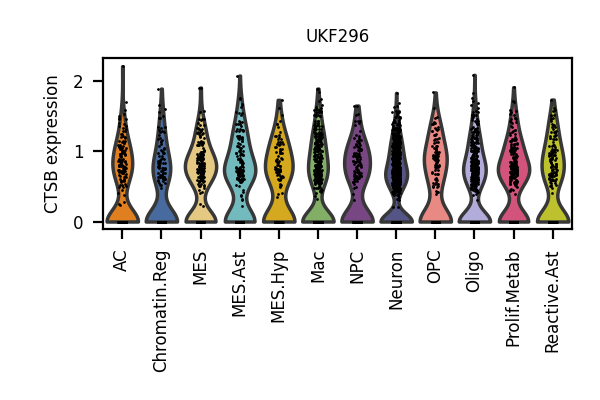 UKF296
CTSB expression
2
1
0
AC
Chromatin.Reg
MES
MES.Ast
MES.Hyp
Mac
NPC
Neuron
OPC
Oligo
Prolif.Metab
Reactive.Ast